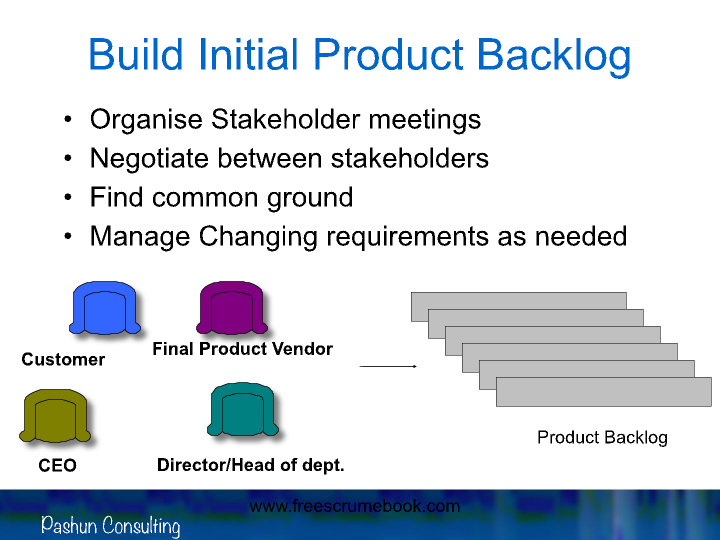 Build Initial Product Backlog
• Organise Stakeholder meetings
• Negotiate between stakeholders
• Find common ground
• Manage Changing requirements as needed
Customer
Final Product Vendor
CEO
Director/Head of dept.
Product Backlog
www.freescrumebook.com
Pashun Consulting